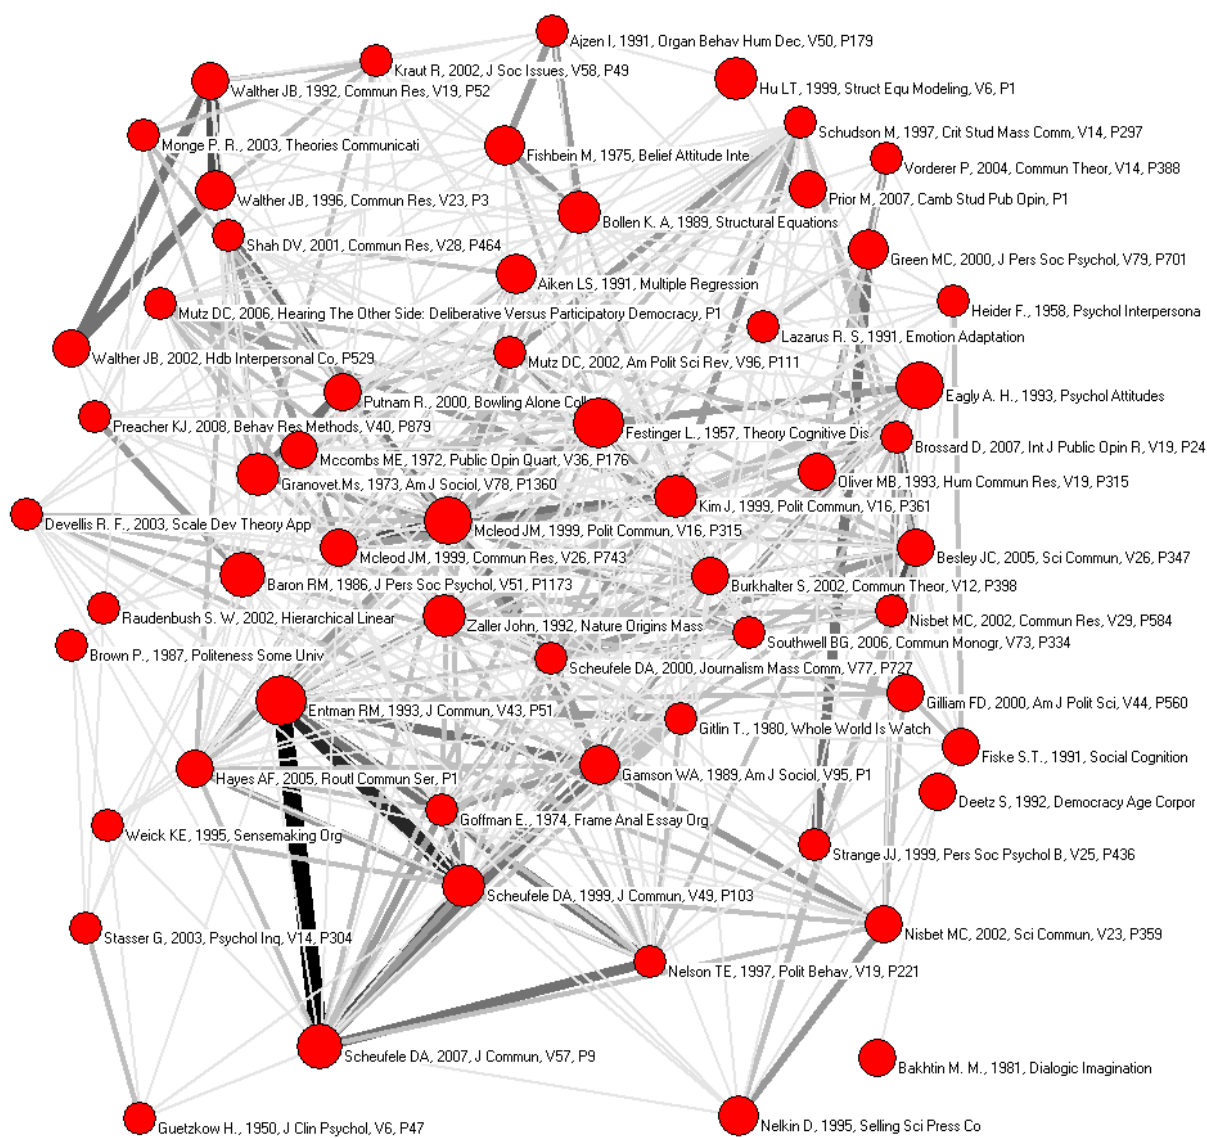 Ajzen I, 1991, Organ Behav Hum Dec, V50, P179
Kraut R, 2002, J Soc Issues, V58, P49
Walther JB, 1992, Commun Res, V19, P52
Hu LT, 1999, Struct Equ Modeling, V6, P1
Schudson M, 1997, Crit Stud Mass Comm, V14, P297
Monge P. R., 2003, Theories Communicati
Fishbein M, 1975, Belief Attitude Inte
Vorderer P, 2004, Commun Theor, V14, P388
Walther JB, 1996, Commun Res, V23, P3
Prior M, 2007, Camb Stud Pub Opin, P1
Bollen K. A, 1989, Structural Equations
Shah DV, 2001, Commun Res, V28, P464
Green MC, 2000, J Pers Soc Psychol, V79, P701
Aiken LS, 1991, Multiple Regression
Mutz DC, 2006, Hearing The Other Side: Deliberative Versus Participatory Democracy, P1
Heider F., 1958, Psychol Interpersona
Lazarus R. S, 1991, Emotion Adaptation
Walther JB, 2002, Hdb Interpersonal Co, P529
Mutz DC, 2002, Am Polit Sci Rev, V96, P111
Eagly A. H., 1993, Psychol Attitudes
Putnam R., 2000, Bowling Alone Coll
Preacher KJ, 2008, Behav Res Methods, V40, P879
Festinger L., 1957, Theory Cognitive Dis
Brossard D, 2007, Int J Public Opin R, V19, P24
Mccombs ME, 1972, Public Opin Quart, V36, P176
Oliver MB, 1993, Hum Commun Res, V19, P315
Granovet.Ms, 1973, Am J Sociol, V78, P1360
Kim J, 1999, Polit Commun, V16, P361
Devellis R. F., 2003, Scale Dev Theory App
Mcleod JM, 1999, Polit Commun, V16, P315
Mcleod JM, 1999, Commun Res, V26, P743
Besley JC, 2005, Sci Commun, V26, P347
Baron RM, 1986, J Pers Soc Psychol, V51, P1173
Burkhalter S, 2002, Commun Theor, V12, P398
Raudenbush S. W, 2002, Hierarchical Linear
Zaller John, 1992, Nature Origins Mass
Nisbet MC, 2002, Commun Res, V29, P584
Southwell BG, 2006, Commun Monogr, V73, P334
Brown P., 1987, Politeness Some Univ
Scheufele DA, 2000, Journalism Mass Comm, V77, P727
Entman RM, 1993, J Commun, V43, P51
Gilliam FD, 2000, Am J Polit Sci, V44, P560
Gitlin T., 1980, Whole World Is Watch
Fiske S.T., 1991, Social Cognition
Hayes AF, 2005, Routl Commun Ser, P1
Gamson WA, 1989, Am J Sociol, V95, P1
Deetz S, 1992, Democracy Age Corpor
Goffman E., 1974, Frame Anal Essay Org
Weick KE, 1995, Sensemaking Org
Strange JJ, 1999, Pers Soc Psychol B, V25, P436
Scheufele DA, 1999, J Commun, V49, P103
Stasser G, 2003, Psychol Inq, V14, P304
Nisbet MC, 2002, Sci Commun, V23, P359
Nelson TE, 1997, Polit Behav, V19, P221
Scheufele DA, 2007, J Commun, V57, P9
Bakhtin M. M., 1981, Dialogic Imagination
Guetzkow H., 1950, J Clin Psychol, V6, P47
Nelkin D, 1995, Selling Sci Press Co